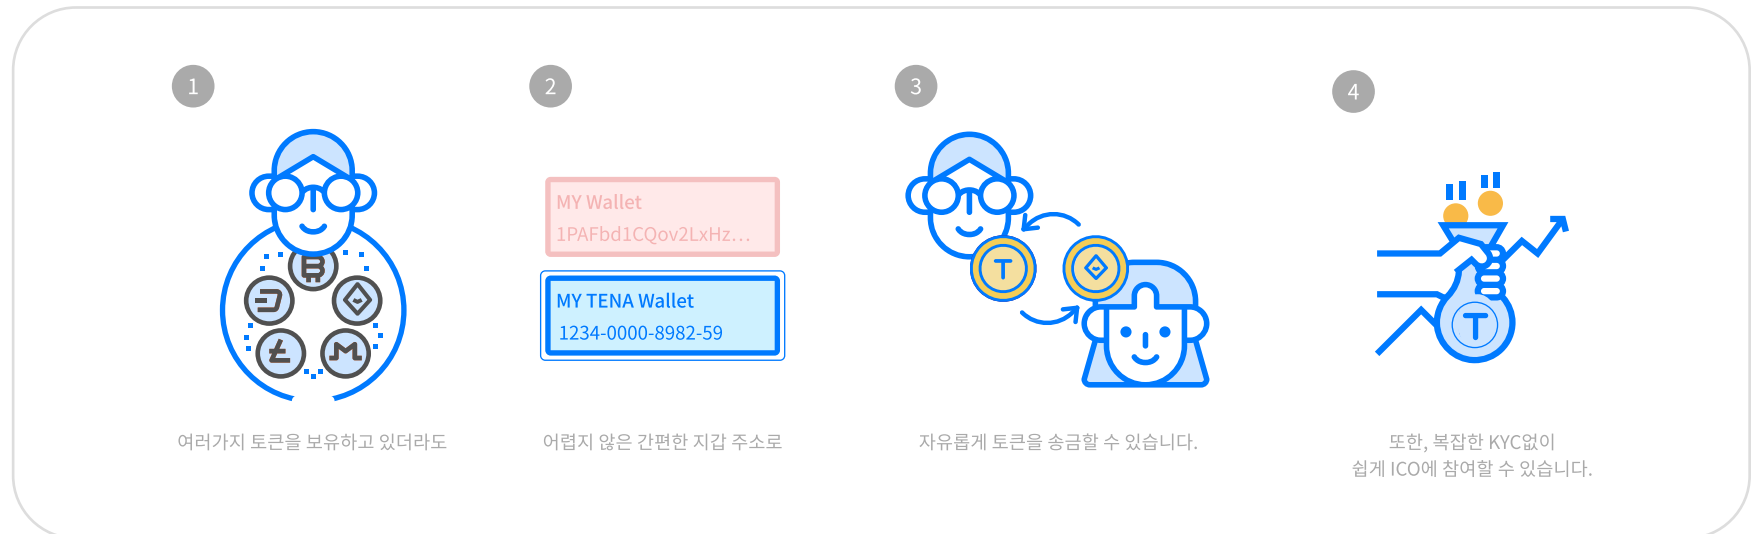 1
2
3
4
MY Wallet
1PAFbd1CQov2LxHz...
MY TENA Wallet
1234-0000-8982-59
T
T
여러가지 토큰을 보유하고 있더라도
어렵지 않은 간편한 지갑 주소로
자유롭게 토큰을 송금할 수 있습니다.
또한, 복잡한 KYC없이
쉽게 ICO에 참여할 수 있습니다.